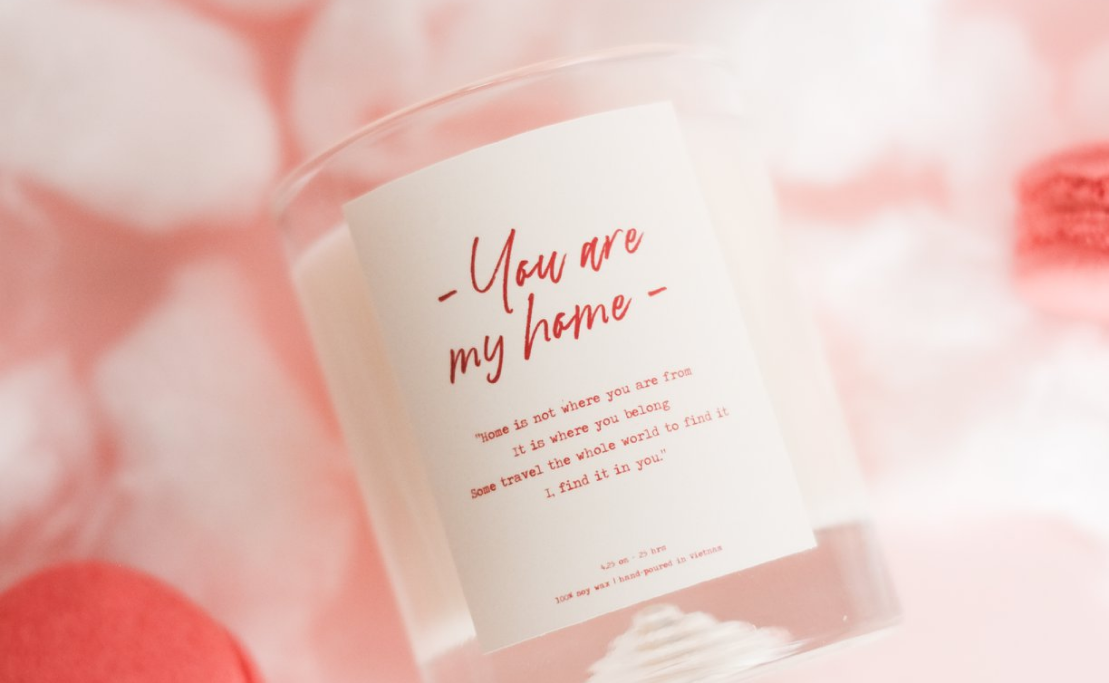 - You are
my home -
"Home is not where you are from
It is where you belong
Some travel the whole world to find it
I, find it in you."
4.25 oz - 25 hrs
100% soy wax | hand-poured in Vietnam